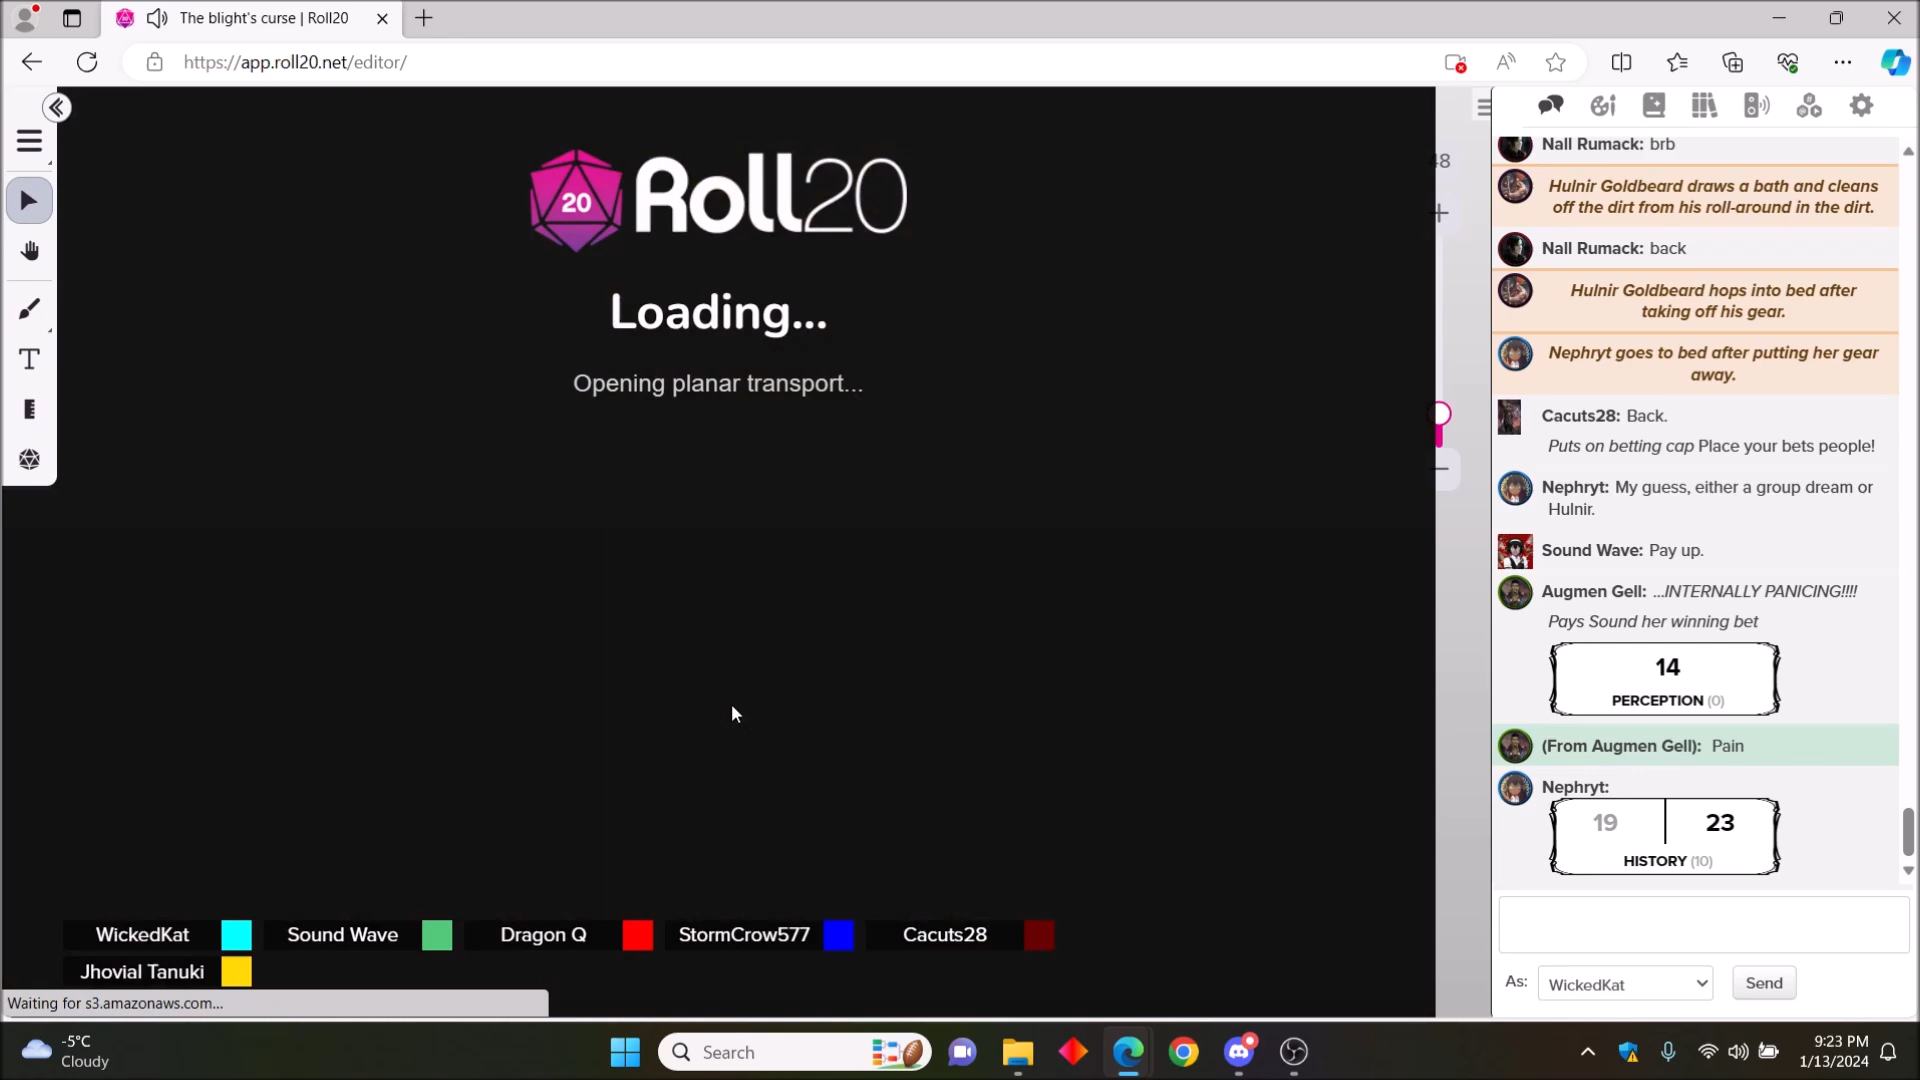 The blight's curse | Roll20
https://app.roll20.net/editor/
20
Roll20
Loading...
Opening planar transport...
48
Nall Rumack: brb
Hulnir Goldbeard draws a bath and cleans
off the dirt from his roll-around in the dirt.
Nall Rumack: back
Hulnir Goldbeard hops into bed after
taking off his gear.
Nephryt goes to bed after putting her gear
away.
Cacuts28: Back.
Puts on betting cap Place your bets people!
Nephryt: My guess, either a group dream or
Hulnir.
Sound Wave: Pay up.
Augmen Gell: ...INTERNALLY PANICING!!!!
Pays Sound her winning bet
14
PERCEPTION (0)
(From Augmen Gell): Pain
Nephryt:
19 23
HISTORY (10)
As: WickedKat Send
WickedKat Sound Wave Dragon Q StormCrow577 Cacuts28
Jhovial Tanuki
Waiting for s3.amazonaws.com...
-5°C
Cloudy
Search
9:23 PM
1/13/2024